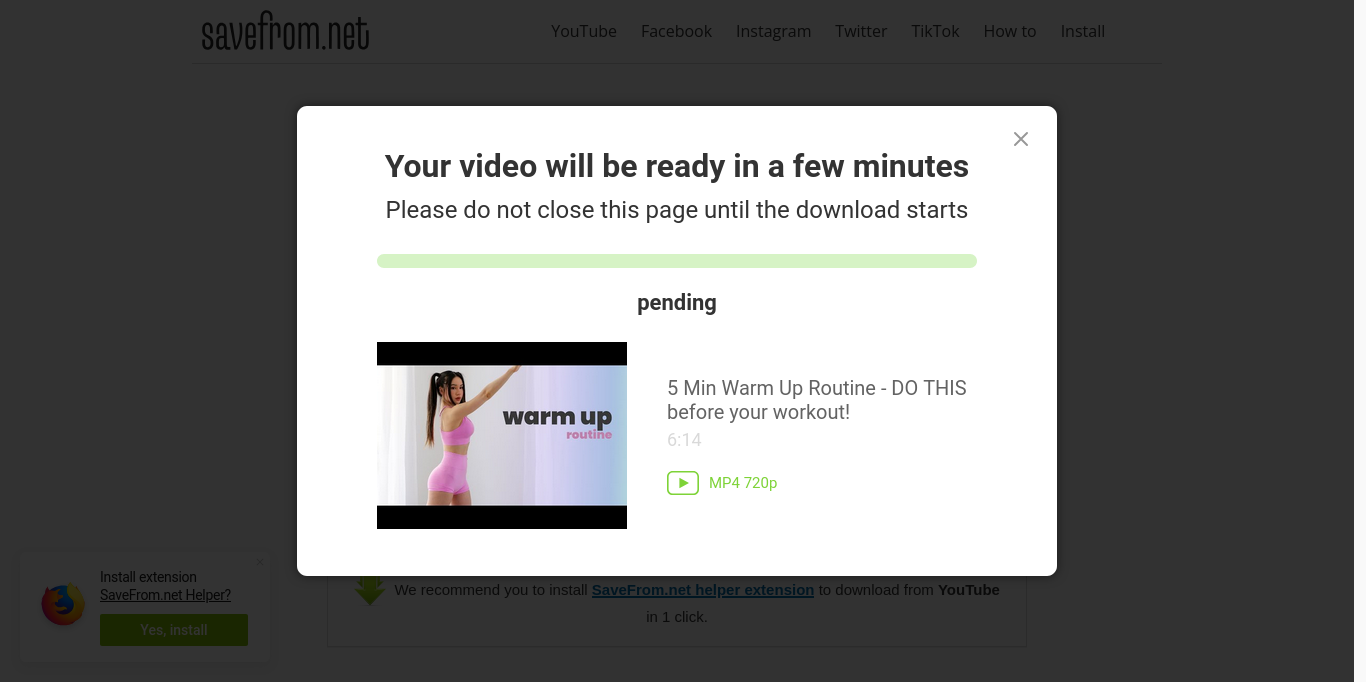 savefrom.net
YouTube Facebook Instagram Twitter TikTok How to Install
Your video will be ready in a few minutes
Please do not close this page until the download starts
pending
warm up
routine
5 Min Warm Up Routine - DO THIS
before your workout!
6:14
MP4 720p
We recommend you to install SaveFrom.net helper extension to download from YouTube
in 1 click.
Install extension
SaveFrom.net Helper?
Yes, install